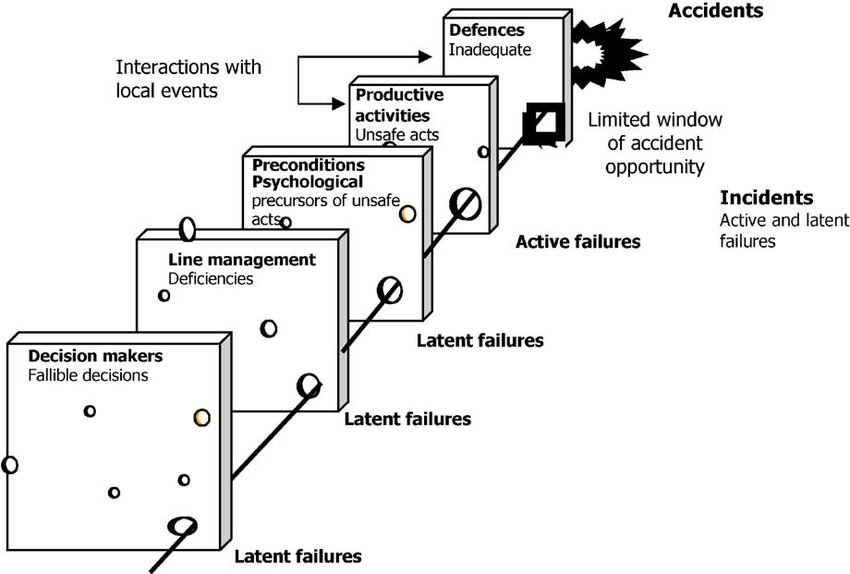 Accidents
Defences
Inadequate
Interactions with
local events
Productive
activities
Unsafe acts
Limited window
of accident
opportunity
Preconditions
Psychological
precursors of unsafe
acts
Incidents
Active and latent
failures
Active failures
Line management
Deficiencies
Latent failures
Decision makers
Fallible decisions
Latent failures
Latent failures